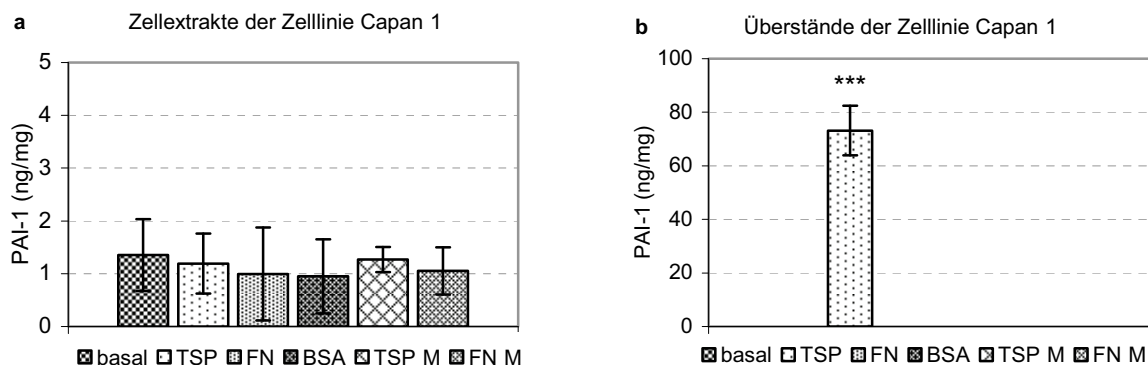 a
Zellextrakte der Zelllinie Capan 1
PAI-1 (ng/mg)
5
4
3
2
1
0
basal TSP FN BSA TSP M FN M
b
Überstände der Zelllinie Capan 1
PAI-1 (ng/mg)
100
80
60
40
20
0
***
basal TSP FN BSA TSP M FN M